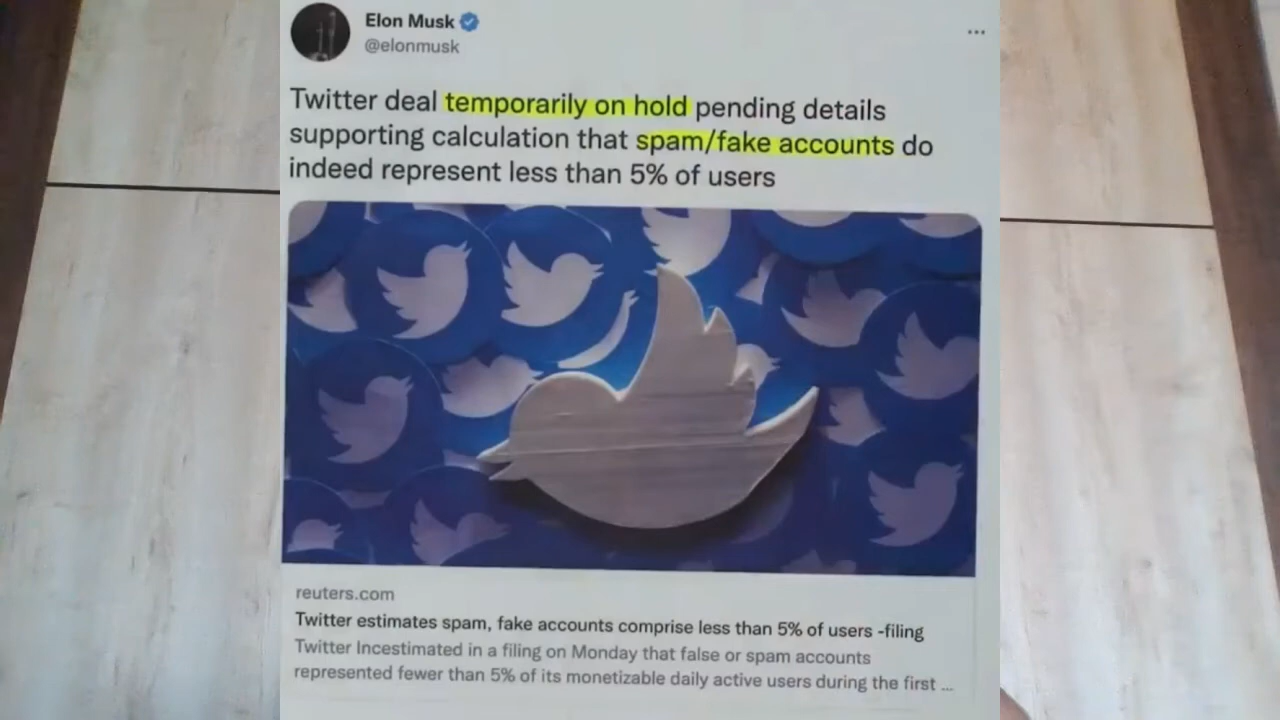 Elon Musk
@elonmusk
Twitter deal temporarily on hold pending details
supporting calculation that spam/fake accounts do
indeed represent less than 5% of users
reuters.com
Twitter estimates spam, fake accounts comprise less than 5% of users -filing
Twitter Incestimated in a filing on Monday that false or spam accounts
represented fewer than 5% of its monetizable daily active users during the first ...